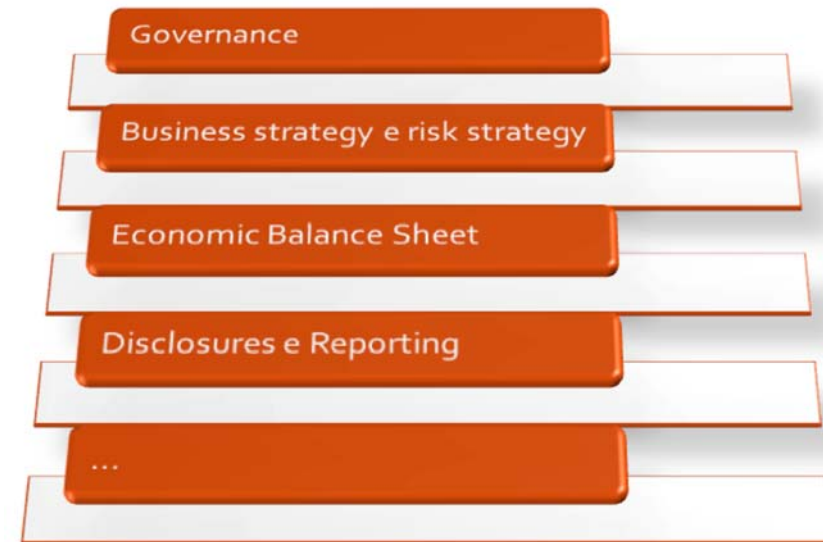 Governance
Business strategy e risk strategy
Economic Balance Sheet
Disclosures e Reporting
...